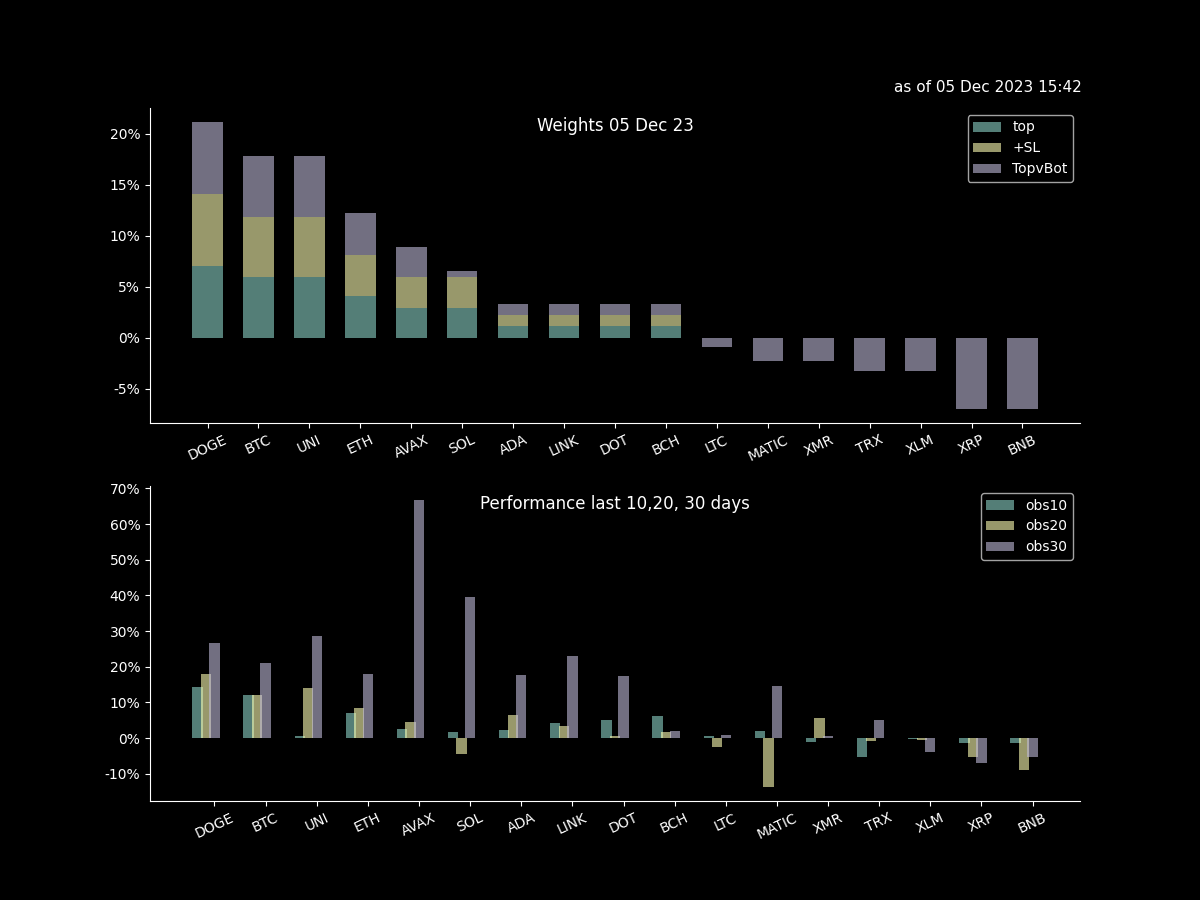 as of 05 Dec 2023 15:42
Weights 05 Dec 23
top
+SL
TopvBot
20%
15%
10%
5%
0%
-5%
DOGE BTC UNI ETH AVAX SOL ADA LINK DOT BCH LTC MATIC XMR TRX XLM XRP BNB
Performance last 10,20, 30 days
obs10
obs20
obs30
70%
60%
50%
40%
30%
20%
10%
0%
-10%
DOGE BTC UNI ETH AVAX SOL ADA LINK DOT BCH LTC MATIC XMR TRX XLM XRP BNB